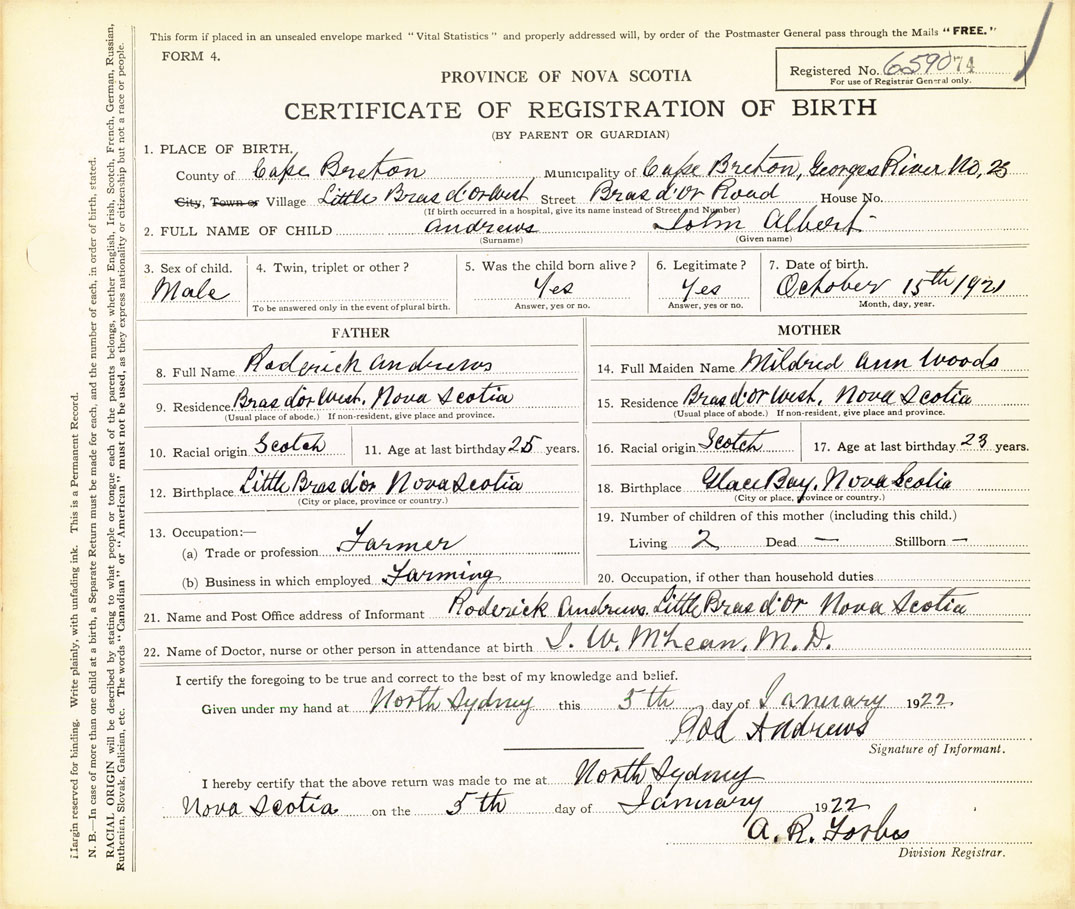 This form if placed in an unsealed envelope marked "Vital Statistics" and properly addressed will, by order of the Postmaster General pass through the Mails "FREE."
FORM 4.
Registered No. 659074
For use of Registrar General only.
PROVINCE OF NOVA SCOTIA
CERTIFICATE OF REGISTRATION OF BIRTH
(BY PARENT OR GUARDIAN)
1. PLACE OF BIRTH.
County of Cape Breton Municipality of Cape Breton, Georges River No, 25
City, Town or Village Little Bras d'or West Street Bras d'Or Road House No.
(If birth occurred in a hospital, give its name instead of Street and Number)
2. FULL NAME OF CHILD Andrews John Albert
(Surname) (Given name)
3. Sex of child. 4. Twin, triplet or other? 5. Was the child born alive? 6. Legitimate? 7. Date of birth.
Male Yes Yes October 15th 1921
To be answered only in the event of plural birth. Answer, yes or no. Answer, yes or no. Month, day, year.
FATHER
8. Full Name Roderick Andrews
9. Residence Bras d'or West, Nova Scotia
(Usual place of abode.) If non-resident, give place and province.
10. Racial origin Scotch 11. Age at last birthday 25 years.
12. Birthplace Little Bras d'or Nova Scotia
(City or place, province or country.)
13. Occupation:—
(a) Trade or profession Farmer
(b) Business in which employed Farming
MOTHER
14. Full Maiden Name Mildred Ann Woods
15. Residence Bras d'or West, Nova Scotia
(Usual place of abode.) If non-resident, give place and province.
16. Racial origin Scotch 17. Age at last birthday 23 years.
18. Birthplace Glace Bay, Nova Scotia
(City or place, province or country.)
19. Number of children of this mother (including this child.)
Living 2 Dead — Stillborn —
20. Occupation, if other than household duties
21. Name and Post Office address of Informant Roderick Andrews. Little Bras d'Or Nova Scotia
22. Name of Doctor, nurse or other person in attendance at birth W. M. D.
I certify the foregoing to be true and correct to the best of my knowledge and belief.
Given under my hand at North Sydney this 5th day of January 1922
Rod Andrews
Signature of Informant.
I hereby certify that the above return was made to me at North Sydney
Nova Scotia on the 5th day of January 1922
A. R. Forbes
Division Registrar.
Margin reserved for binding. Write plainly, with unfading ink. This is a Permanent Record.
N. B.—In case of more than one child at a birth, a Separate Return must be made for each, and the number of each, in order of birth, stated.
RACIAL ORIGIN will be described by stating to what people or tongue each of the parents belongs, whether English, Irish, Scotch, French, German, Russian,
Ruthenian, Slovak, Galician, etc. The words "Canadian" or "American" must not be used, as they express nationality or citizenship but not a race or people.